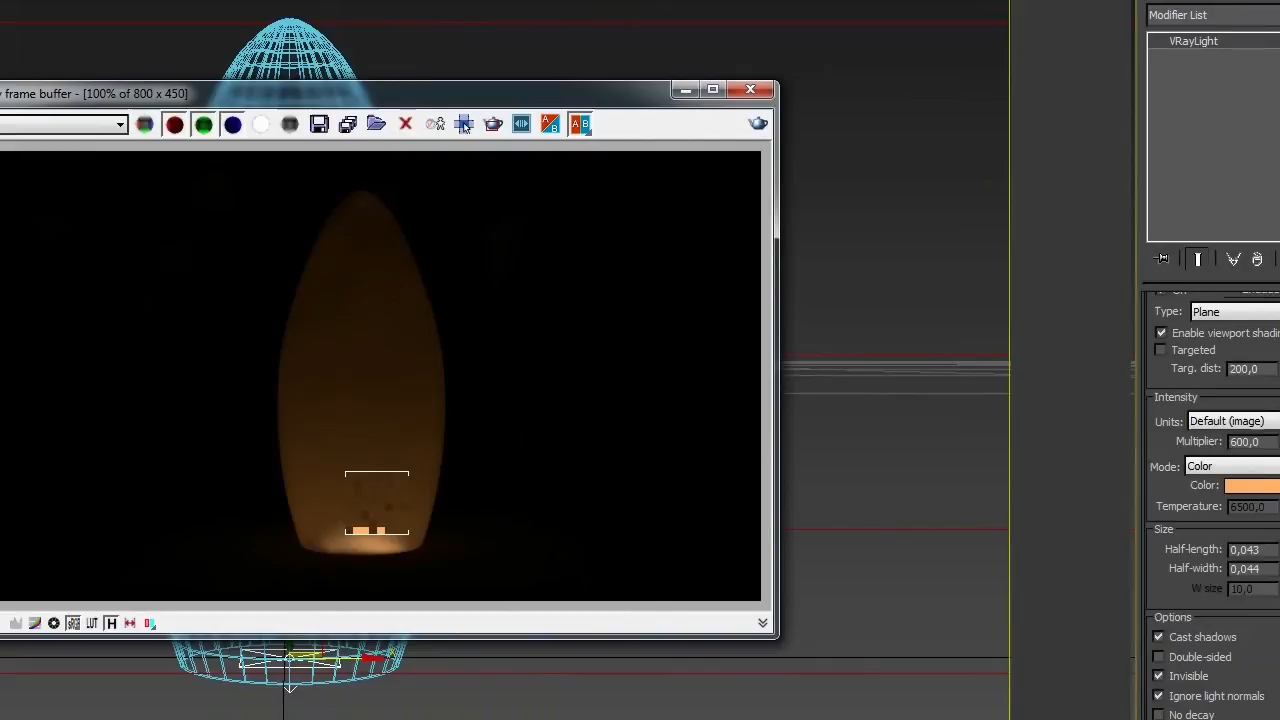 Modifier List
VRayLight
frame buffer - [100% of 800 x 450]
A
B
A B
Type: Plane
Enable viewport shadin
Targeted
Targ. dist: 200,0
Intensity
Units: Default (image)
Multiplier: 600,0
Mode: Color
Color:
Temperature: 6500,0
Size
Half-length: 0,043
Half-width: 0,044
W size 10,0
Options
Cast shadows
Double-sided
Invisible
Ignore light normals
No decay
LUT H